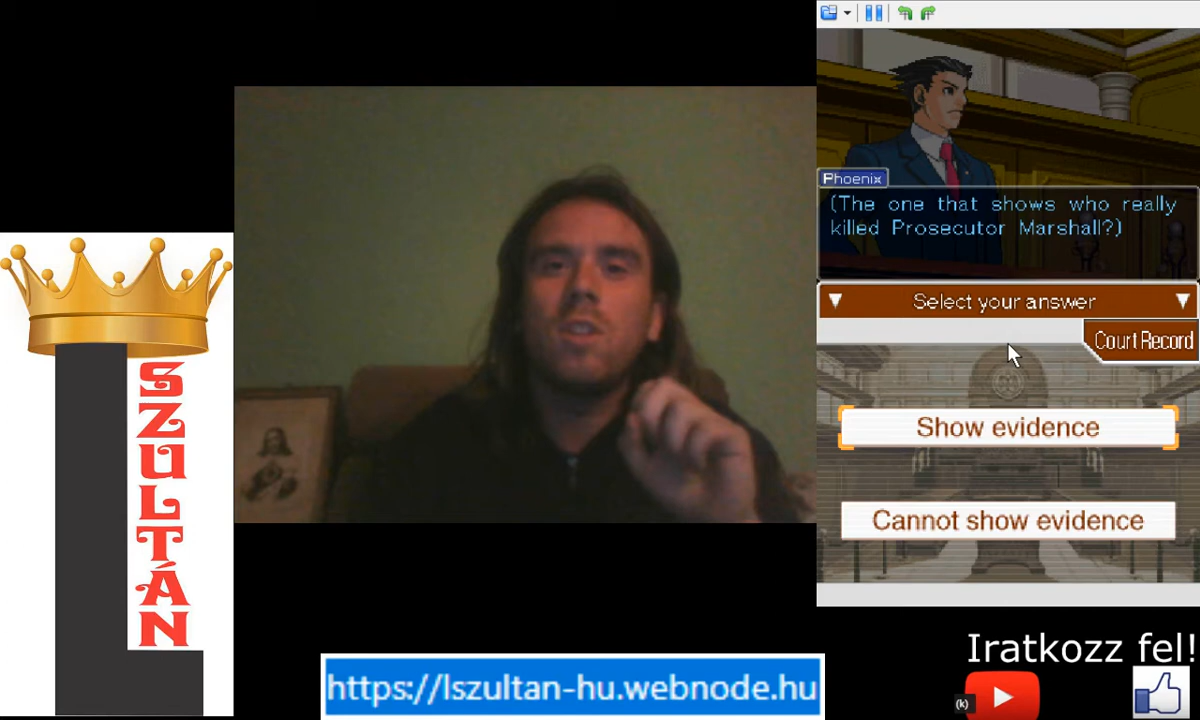 Phoenix
(The one that shows who really
killed Prosecutor Marshall?)
Select your answer
Court Record
Show evidence
Cannot show evidence
L
SZULTÁN
https://lszultan-hu.webnode.hu
Iratkozz fel!
(k)